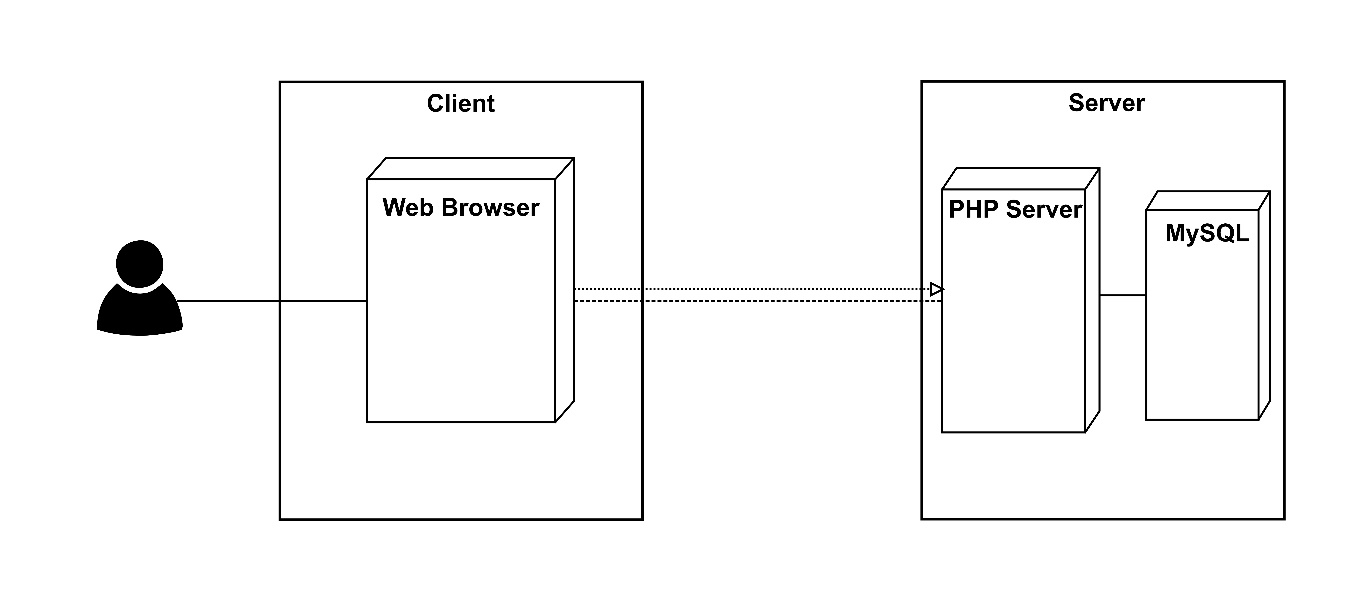 Client
Server
Web Browser
PHP Server
MySQL